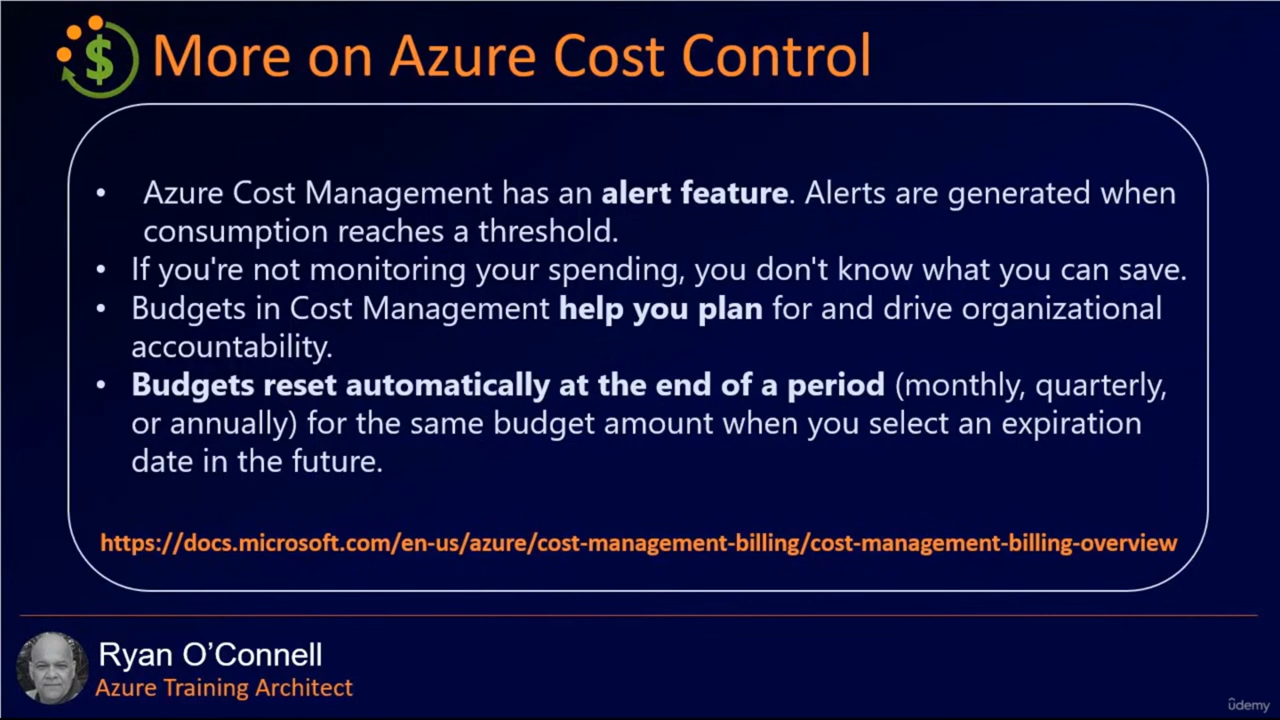 More on Azure Cost Control
• Azure Cost Management has an alert feature. Alerts are generated when
consumption reaches a threshold.
• If you're not monitoring your spending, you don't know what you can save.
• Budgets in Cost Management help you plan for and drive organizational
accountability.
• Budgets reset automatically at the end of a period (monthly, quarterly,
or annually) for the same budget amount when you select an expiration
date in the future.
https://docs.microsoft.com/en-us/azure/cost-management-billing/cost-management-billing-overview
Ryan O’Connell
Azure Training Architect
ûdemy